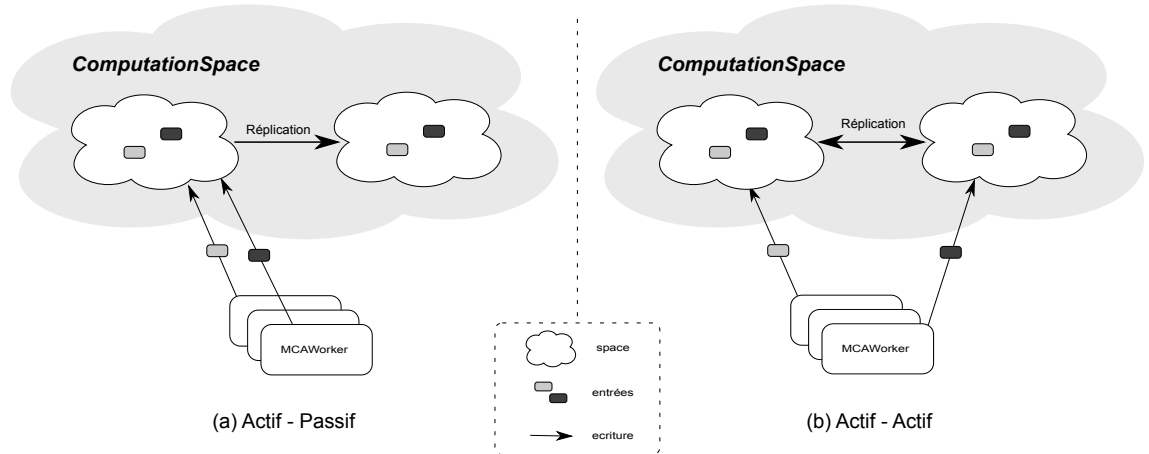 ComputationSpace
Réplication
MCAWorker
(a) Actif - Passif
ComputationSpace
Réplication
MCAWorker
(b) Actif - Actif
space
entrées
ecriture